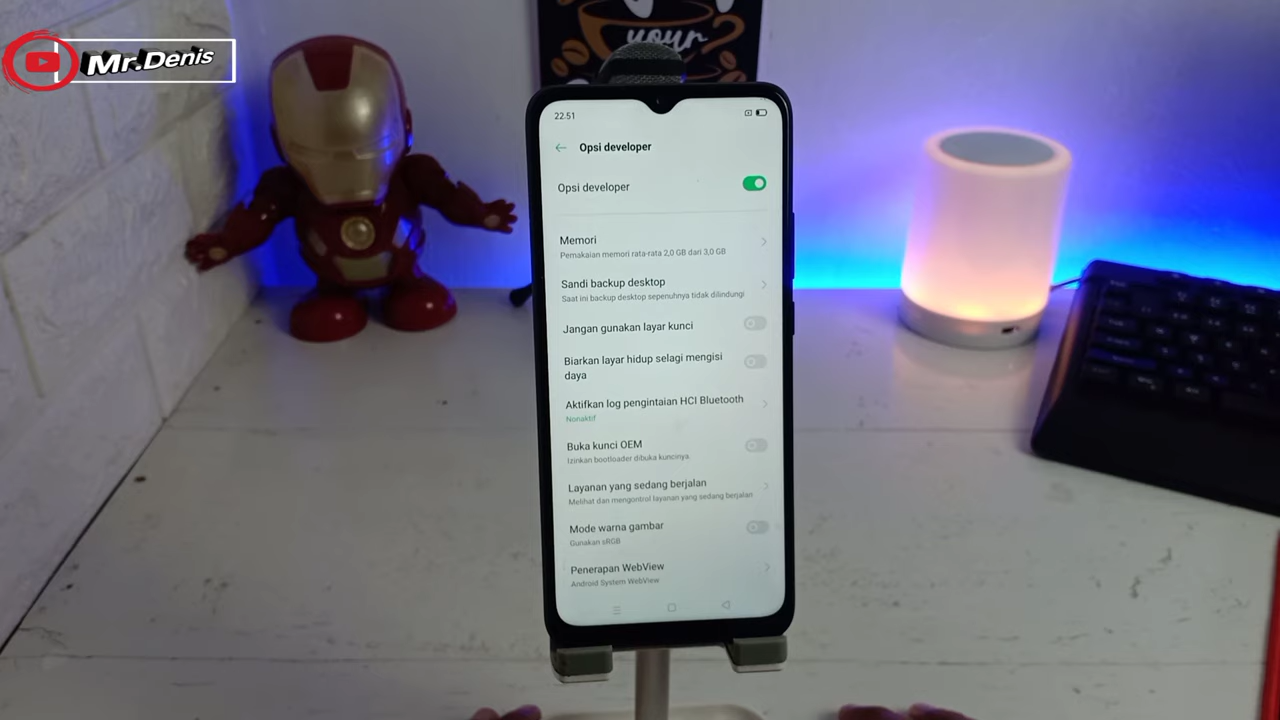 Mr.Denis
your
22.51
Opsi developer
Opsi developer
Memori
Pemakaian memori rata-rata 2,0 GB dari 3,0 GB
Sandi backup desktop
Saat ini backup desktop sepenuhnya tidak dilindungi
Jangan gunakan layar kunci
Biarkan layar hidup selagi mengisi
daya
Aktifkan log pengintaian HCI Bluetooth
Nonaktif
Buka kunci OEM
Izinkan bootloader dibuka kuncinya
Layanan yang sedang berjalan
Melihat dan mengontrol layanan yang sedang berjalan
Mode warna gambar
Gunakan sRGB
Penerapan WebView
Android System WebView